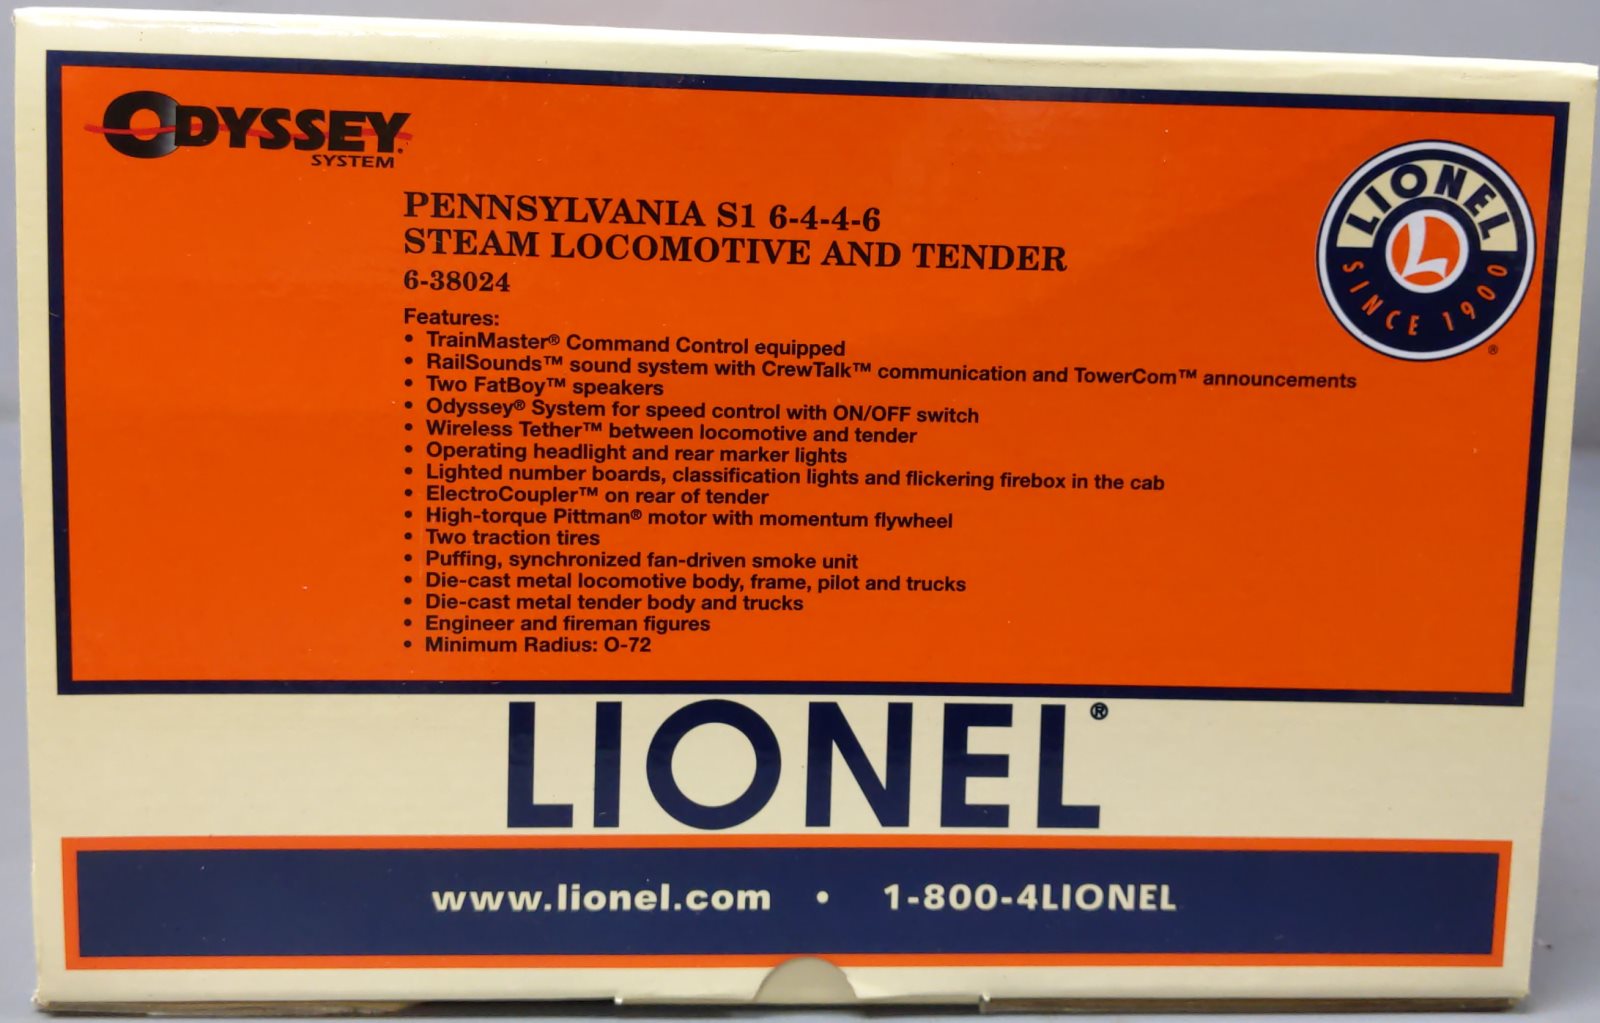 ODYSSEY
SYSTEM®
PENNSYLVANIA S1 6-4-4-6
STEAM LOCOMOTIVE AND TENDER
6-38024
Features:
• TrainMaster® Command Control equipped
• RailSounds™ sound system with CrewTalk™ communication and TowerCom™ announcements
• Two FatBoy™ speakers
• Odyssey® System for speed control with ON/OFF switch
• Wireless Tether™ between locomotive and tender
• Operating headlight and rear marker lights
• Lighted number boards, classification lights and flickering firebox in the cab
• ElectroCoupler™ on rear of tender
• High-torque Pittman® motor with momentum flywheel
• Two traction tires
• Puffing, synchronized fan-driven smoke unit
• Die-cast metal locomotive body, frame, pilot and trucks
• Die-cast metal tender body and trucks
• Engineer and fireman figures
• Minimum Radius: O-72
LIONEL
L
SINCE 1900
®
LIONEL®
www.lionel.com • 1-800-4LIONEL